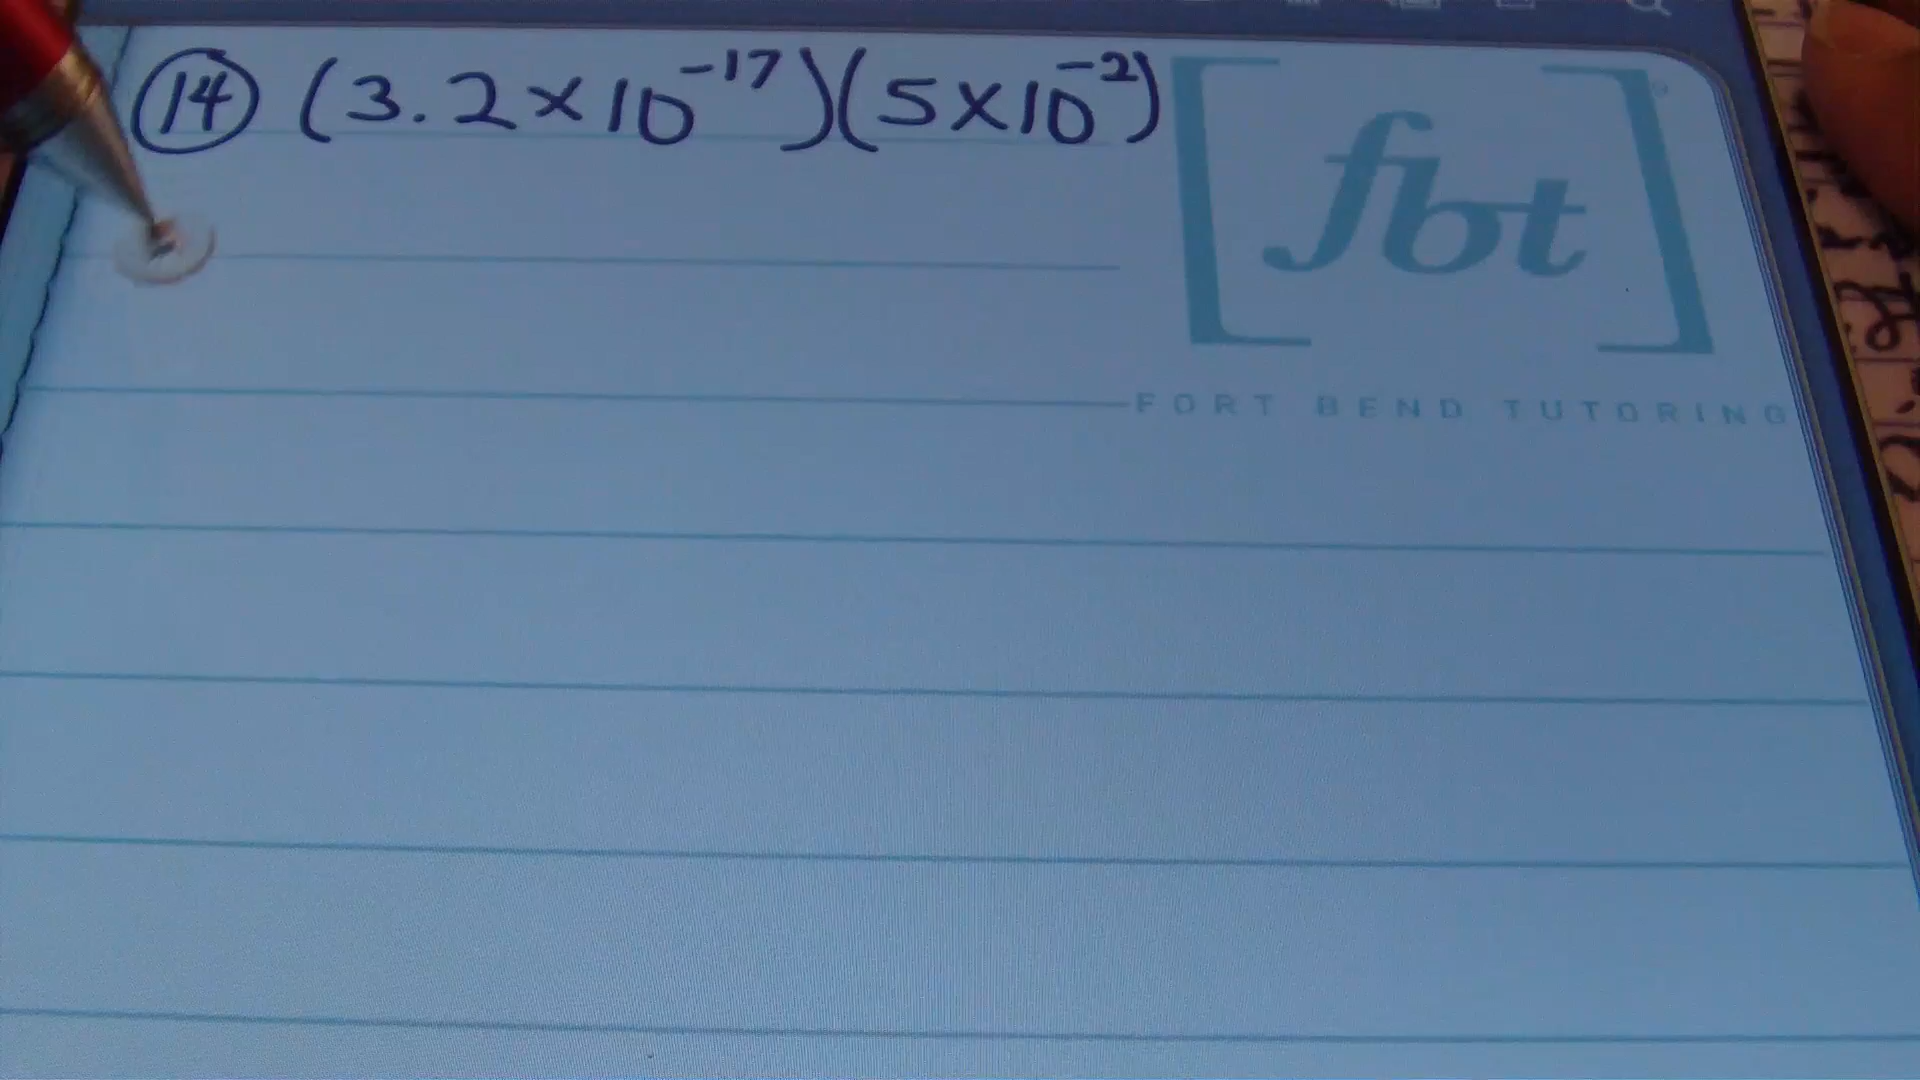 14 (3.2×10⁻¹⁷)(5×10⁻²)
[fbt]
FORT BEND TUTORING